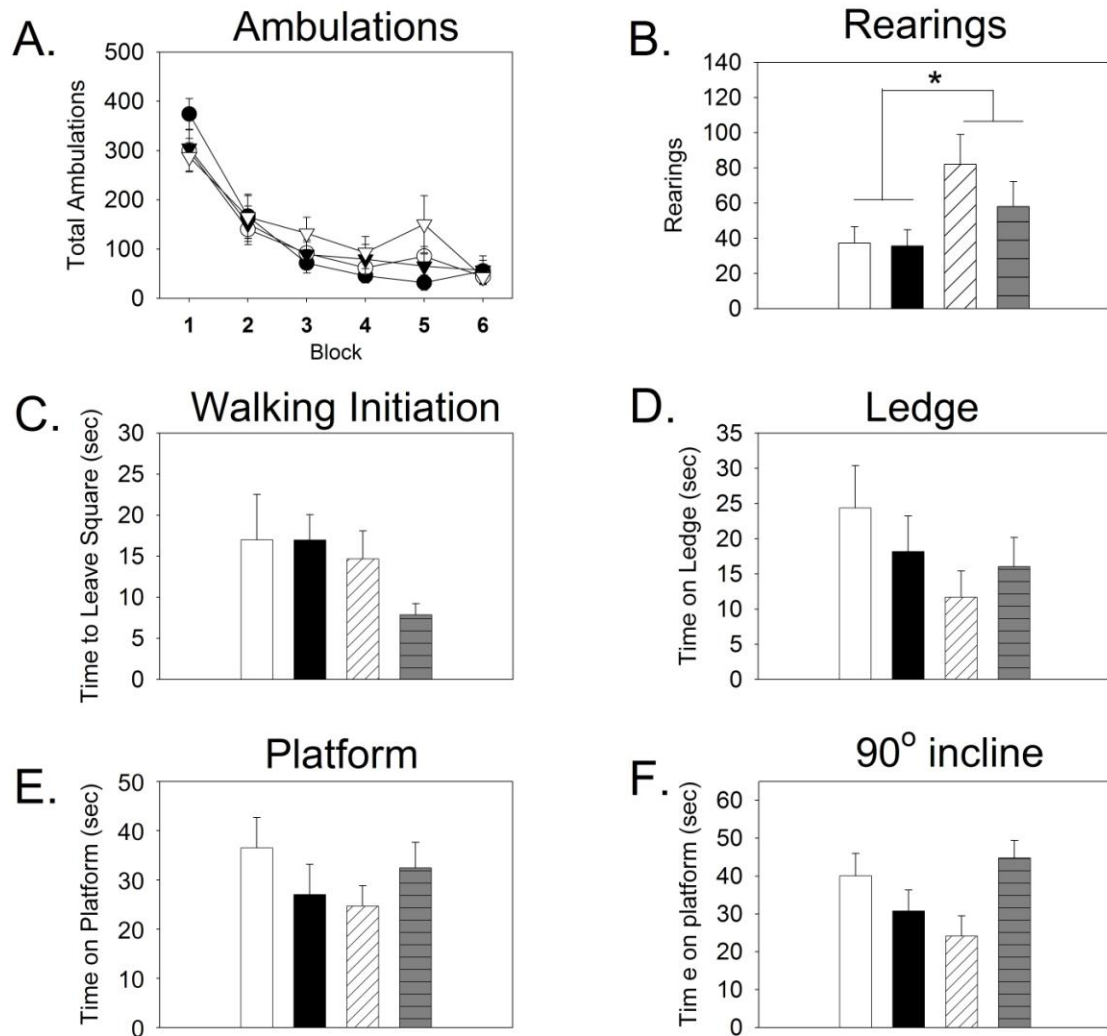 A.
Ambulations
500
400
300
200
100
0
Total Ambulations
1 2 3 4 5 6
Block
B.
Rearings
140
120
100
80
60
40
20
0
Rearings
*
C.
Walking Initiation
30
25
20
15
10
5
0
Time to Leave Square (sec)
D.
Ledge
35
30
25
20
15
10
5
0
Time on Ledge (sec)
E.
Platform
50
40
30
20
10
0
Time on Platform (sec)
F.
90° incline
60
50
40
30
20
10
0
Tim e on platform (sec)